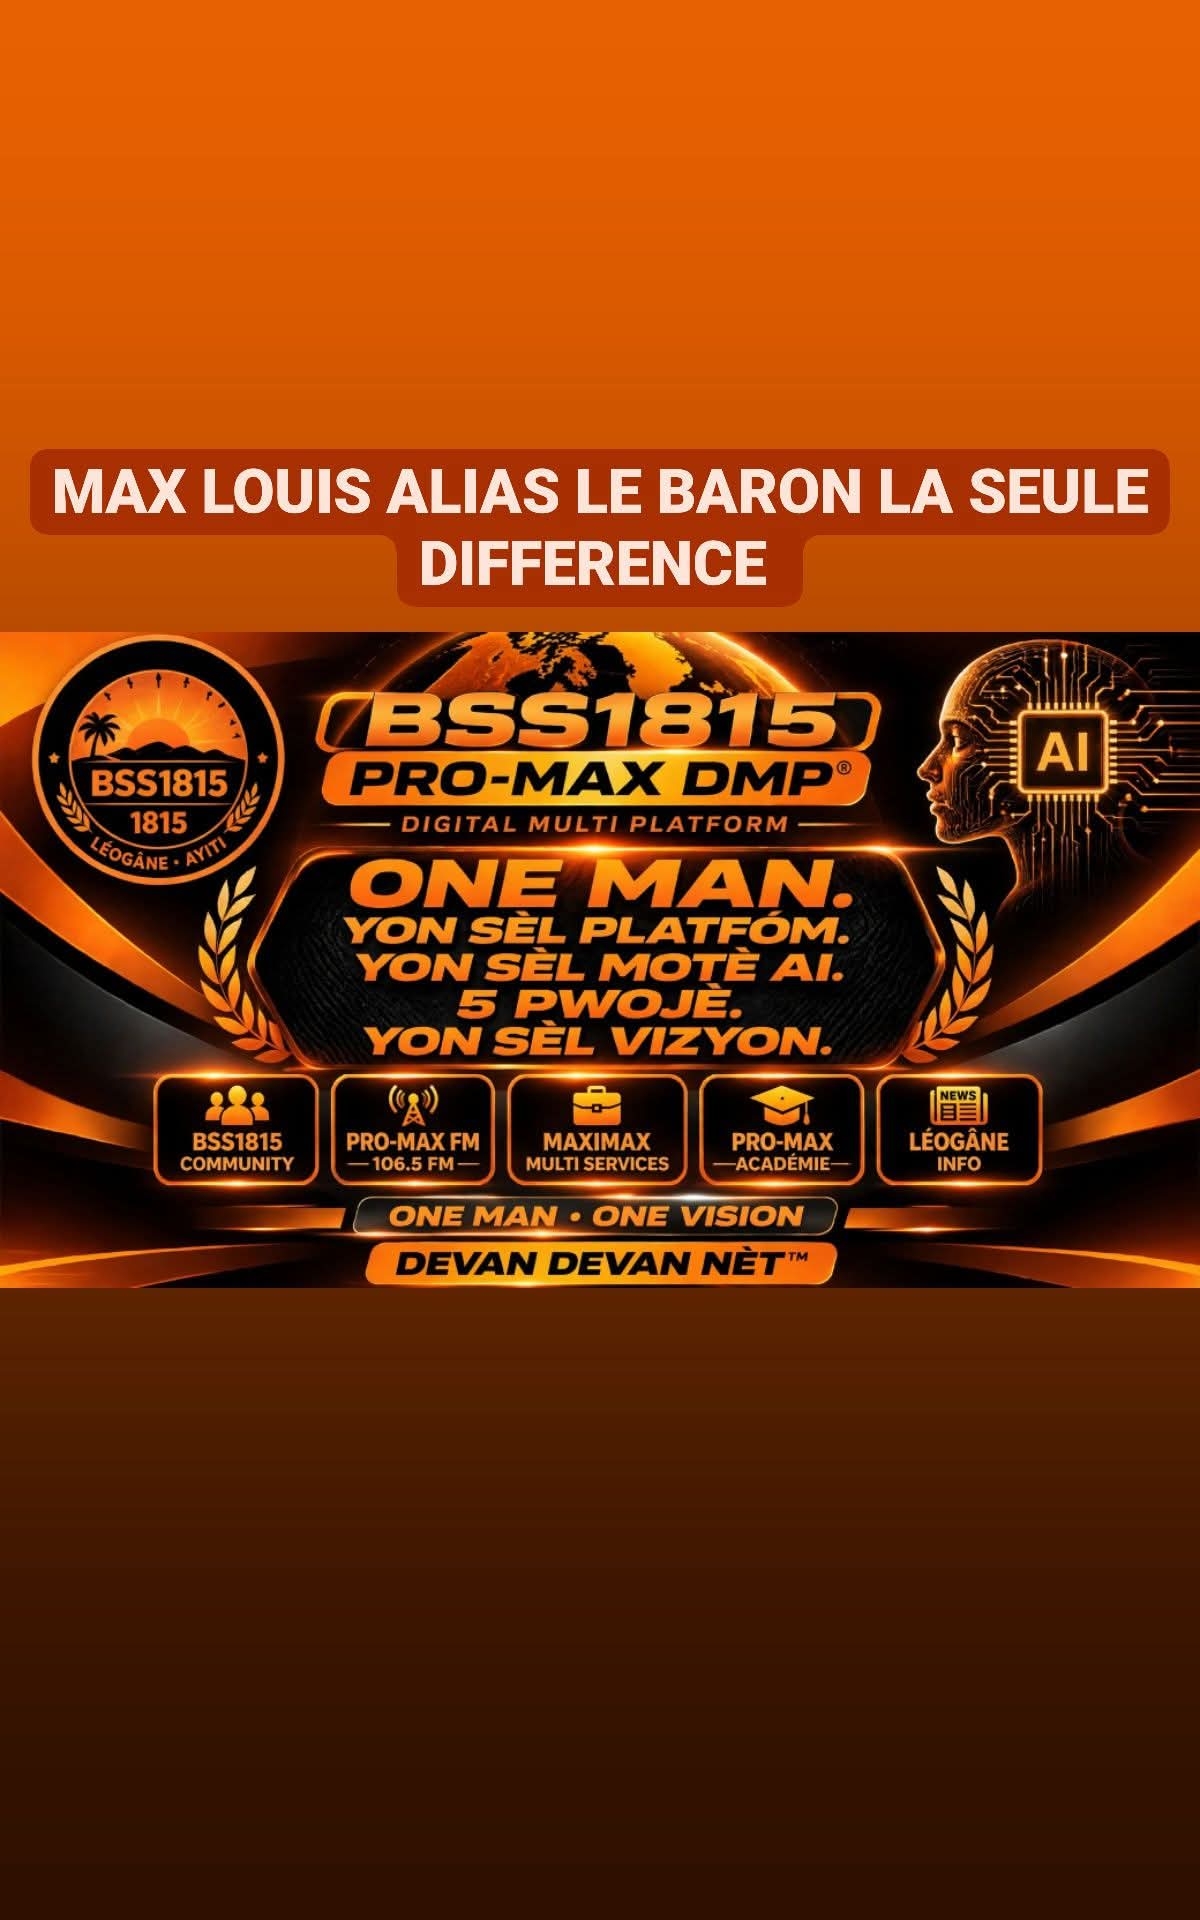 MAX LOUIS ALIAS LE BARON LA SEULE
DIFFERENCE
BSS1815
1815
LÉOGÂNE • AYITI
BSS1815
PRO-MAX DMP®
DIGITAL MULTI PLATFORM
AI
ONE MAN.
YON SÈL PLATFÓM.
YON SÈL MOTÈ AI.
5 PWOJÈ.
YON SÈL VIZYON.
BSS1815
COMMUNITY
PRO-MAX FM
106.5 FM
MAXIMAX
MULTI SERVICES
PRO-MAX
ACADÉMIE
NEWS
LÉOGÂNE
INFO
ONE MAN • ONE VISION
DEVAN DEVAN NÈT™